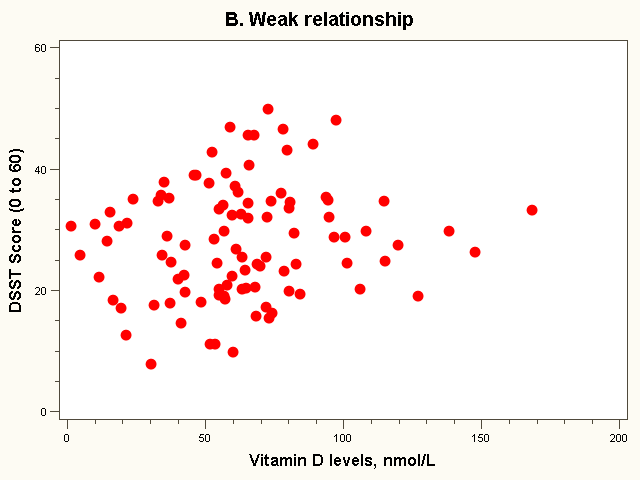 B. Weak relationship
60
40
20
0
DSST Score (0 to 60)
0 50 100 150 200
Vitamin D levels, nmol/L